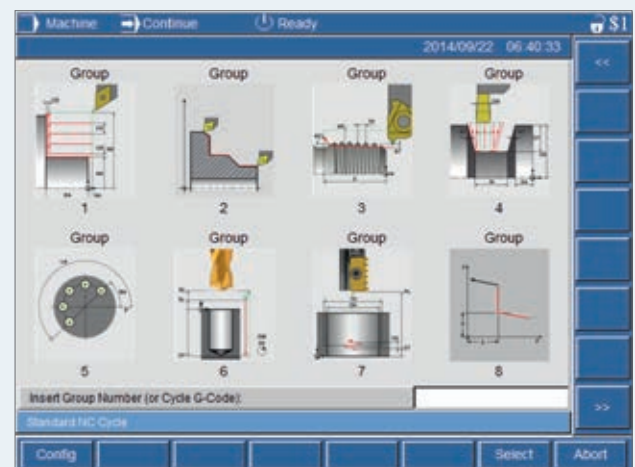 Machine Continue Ready $1
2014/09/22 06:40:33
<<
Group Group Group Group
1 2 3 4
Group Group Group Group
5 6 7 8
Insert Group Number (or Cycle G-Code):
Standard NC Cycle
>>
Config Select Abort